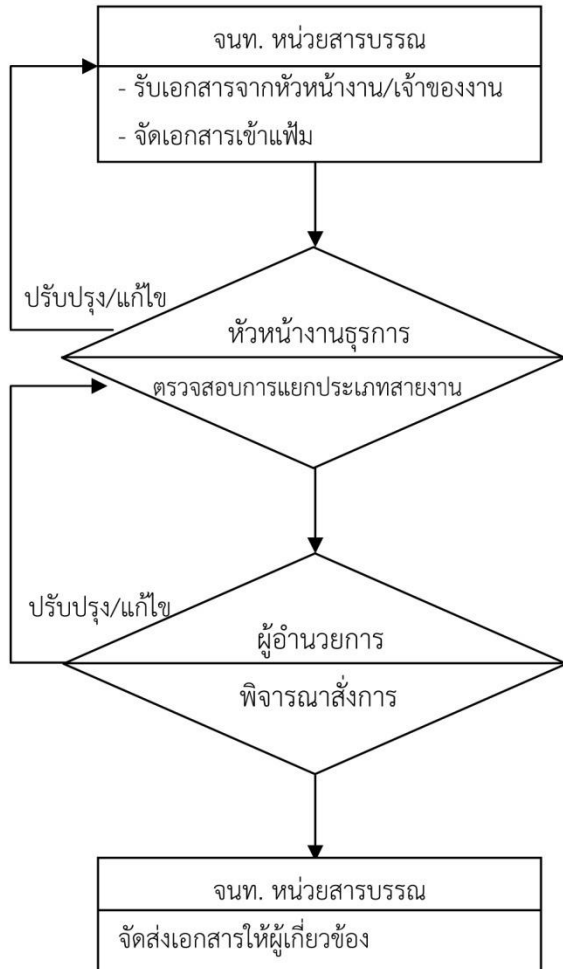 จนท. หน่วยสารบรรณ
- รับเอกสารจากหัวหน้างาน/เจ้าของงาน
- จัดเอกสารเข้าแฟ้ม
ปรับปรุง/แก้ไข
หัวหน้างานธุรการ
ตรวจสอบการแยกประเภทสายงาน
ปรับปรุง/แก้ไข
ผู้อำนวยการ
พิจารณาสั่งการ
จนท. หน่วยสารบรรณ
จัดส่งเอกสารให้ผู้เกี่ยวข้อง